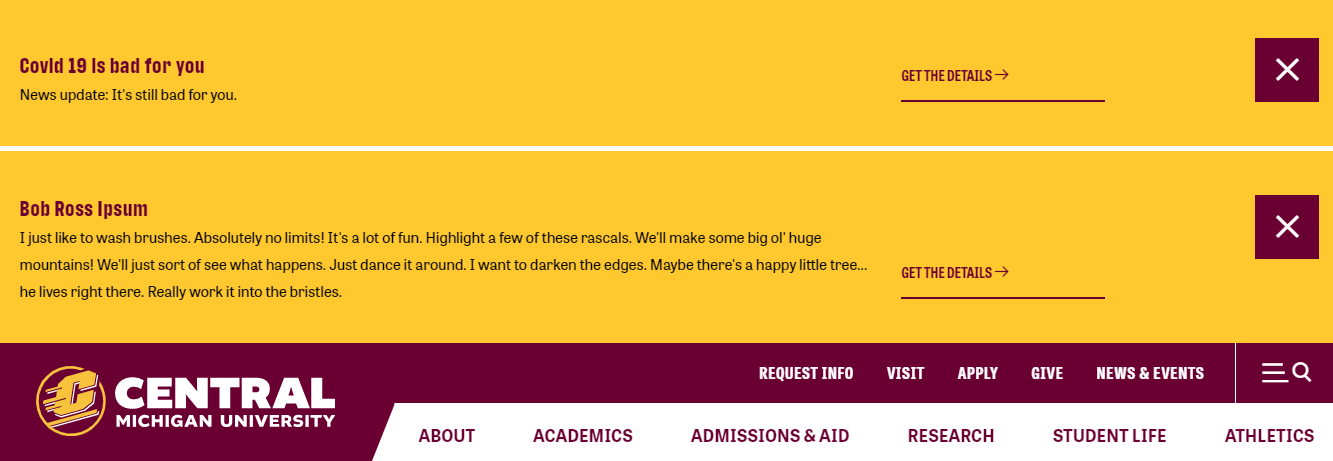 Covid 19 Is bad for you
News update: It's still bad for you.
GET THE DETAILS →
Bob Ross Ipsum
I just like to wash brushes. Absolutely no limits! It's a lot of fun. Highlight a few of these rascals. We'll make some big ol' huge
mountains! We'll just sort of see what happens. Just dance it around. I want to darken the edges. Maybe there's a happy little tree...
he lives right there. Really work it into the bristles.
GET THE DETAILS →
REQUEST INFO VISIT APPLY GIVE NEWS & EVENTS
C
CENTRAL
MICHIGAN UNIVERSITY
ABOUT ACADEMICS ADMISSIONS & AID RESEARCH STUDENT LIFE ATHLETICS